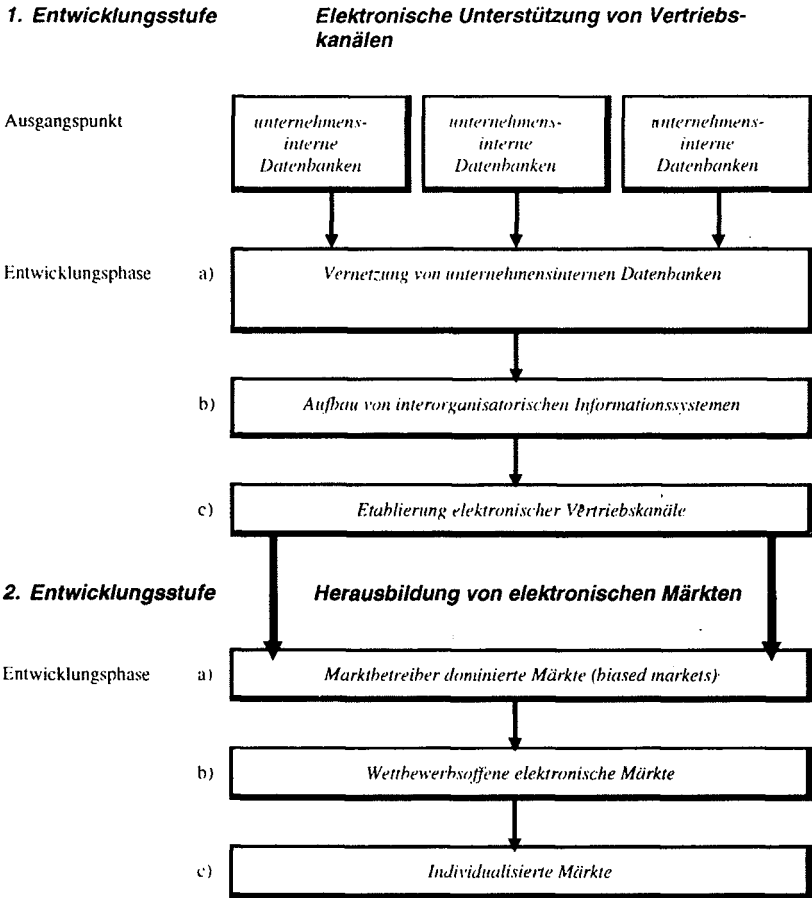 1. Entwicklungsstufe Elektronische Unterstützung von Vertriebs-
kanälen
Ausgangspunkt
unternehmens-
interne
Datenbanken
unternehmens-
interne
Datenbanken
unternehmens-
interne
Datenbanken
Entwicklungsphase a) Vernetzung von unternehmensinternen Datenbanken
b) Aufbau von interorganisatorischen Informationssystemen
c) Etablierung elektronischer Vertriebskanäle
2. Entwicklungsstufe Herausbildung von elektronischen Märkten
Entwicklungsphase a) Marktbetreiber dominierte Märkte (biased markets)
b) Wettbewerbsoffene elektronische Märkte
c) Individualisierte Märkte